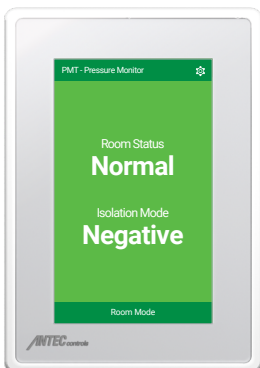 PMT - Pressure Monitor
Room Status
Normal
Isolation Mode
Negative
Room Mode
ANTEC controls